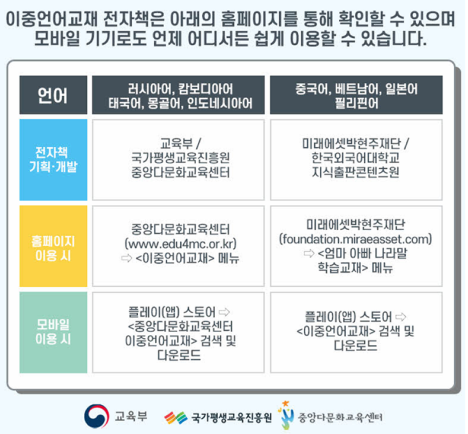 이중언어교재 전자책은 아래의 홈페이지를 통해 확인할 수 있으며
모바일 기기로도 언제 어디서든 쉽게 이용할 수 있습니다.
언어
러시아어, 캄보디아어
태국어, 몽골어, 인도네시아어
중국어, 베트남어, 일본어
필리핀어
전자책
기획·개발
교육부 /
국가평생교육진흥원
중앙다문화교육센터
미래에셋박현주재단 /
한국외국어대학교
지식출판콘텐츠원
홈페이지
이용 시
중앙다문화교육센터
(www.edu4mc.or.kr)
⇨ <이중언어교재> 메뉴
미래에셋박현주재단
(foundation.miraeasset.com)
⇨ <엄마 아빠 나라말
학습교재> 메뉴
모바일
이용 시
플레이(앱) 스토어 ⇨
<중앙다문화교육센터
이중언어교재> 검색 및
다운로드
플레이(앱) 스토어 ⇨
<이중언어교재> 검색 및
다운로드
교육부
국가평생교육진흥원
중앙다문화교육센터